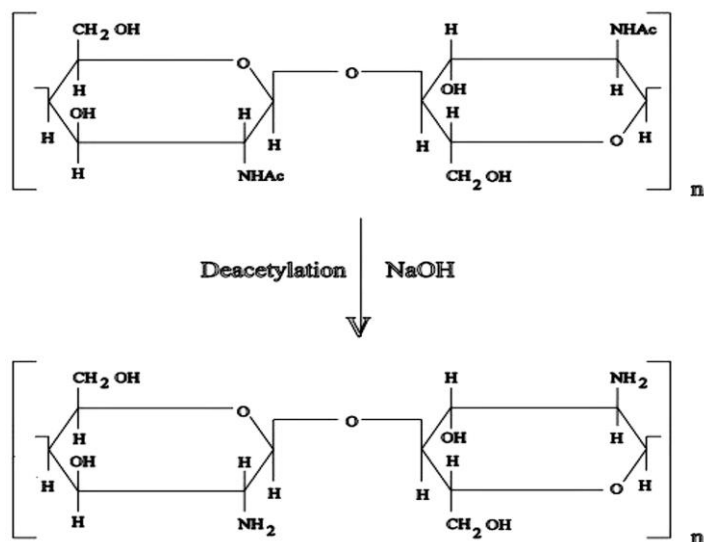 CH2 OH H NHAc
O O
H OH H
OH H H H
H H H H O H
H NHAc CH2 OH
n
Deacetylation NaOH
CH2 OH H NH2
O O
H OH H
OH H H
H H H H O H
H NH2 CH2 OH
n